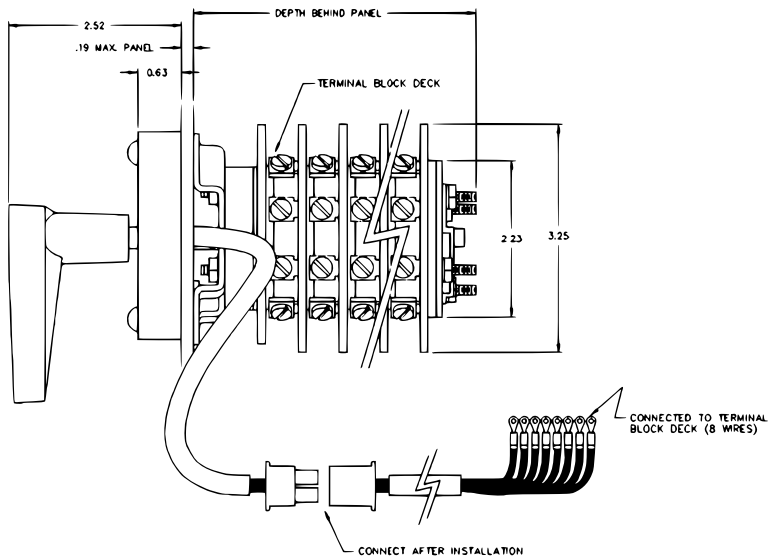 DEPTH BEHIND PANEL
2.52
.19 MAX. PANEL
0.63
TERMINAL BLOCK DECK
2.23
3.25
CONNECTED TO TERMINAL
BLOCK DECK (8 WIRES)
CONNECT AFTER INSTALLATION